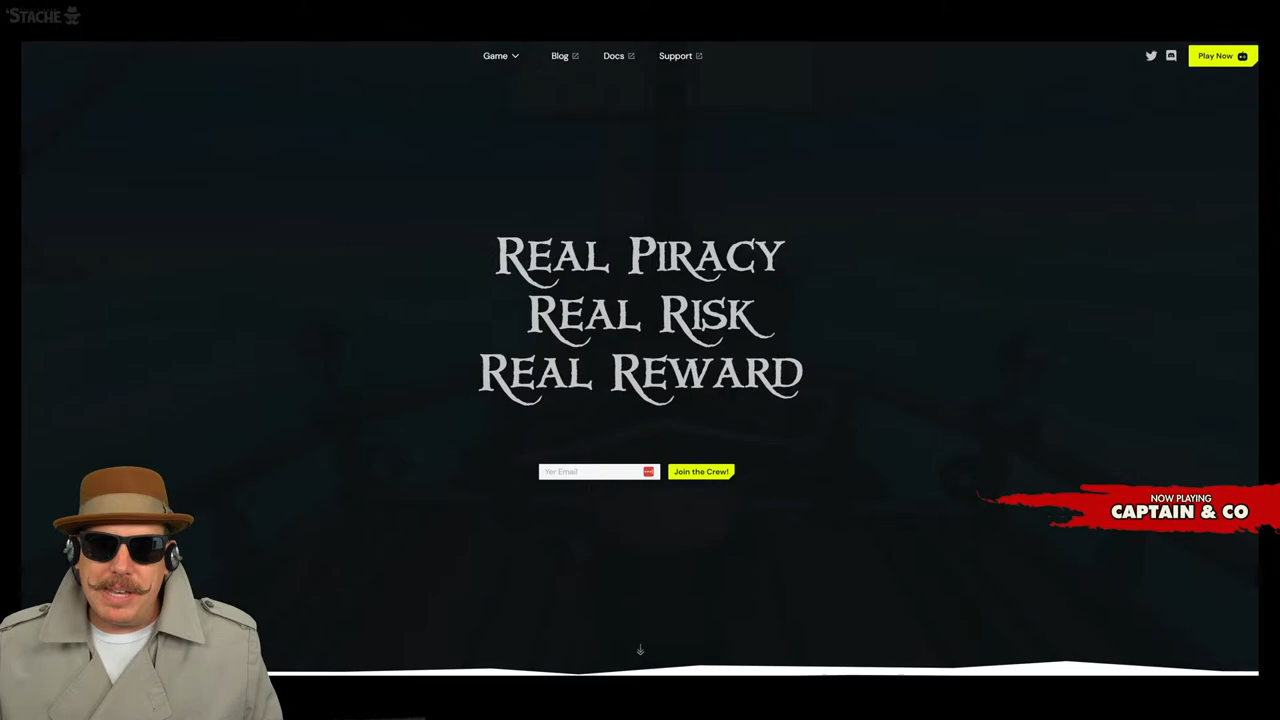 STACHE
Game
Blog
Docs
Support
Play Now
REAL PIRACY
REAL RISK
REAL REWARD
Yer Email
Join the Crew!
NOW PLAYING
CAPTAIN & CO